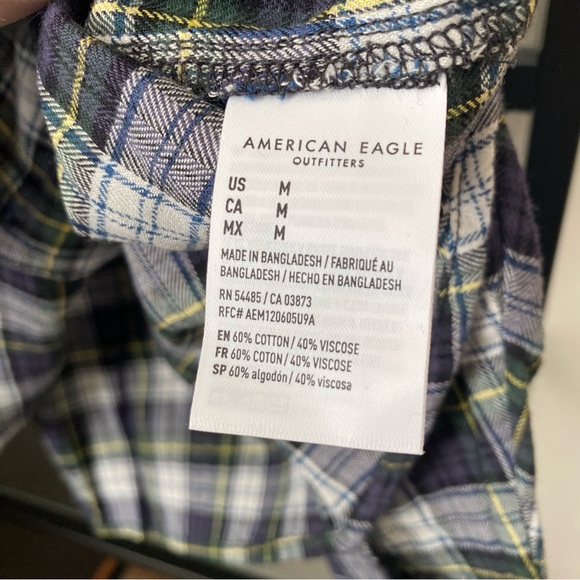 AMERICAN EAGLE
OUTFITTERS
US M
CA M
MX M
MADE IN BANGLADESH / FABRIQUÉ AU
BANGLADESH / HECHO EN BANGLADESH
RN 54485 / CA 03873
RFC# AEM120605U9A
EN 60% COTTON / 40% VISCOSE
FR 60% COTON / 40% VISCOSE
SP 60% algodón / 40% viscosa